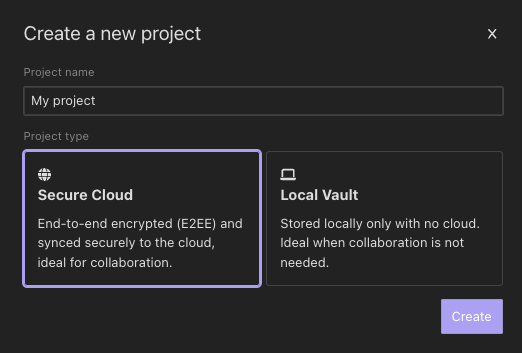 Create a new project
Project name
My project
Project type
Secure Cloud
End-to-end encrypted (E2EE) and
synced securely to the cloud,
ideal for collaboration.
Local Vault
Stored locally only with no cloud.
Ideal when collaboration is not
needed.
Create